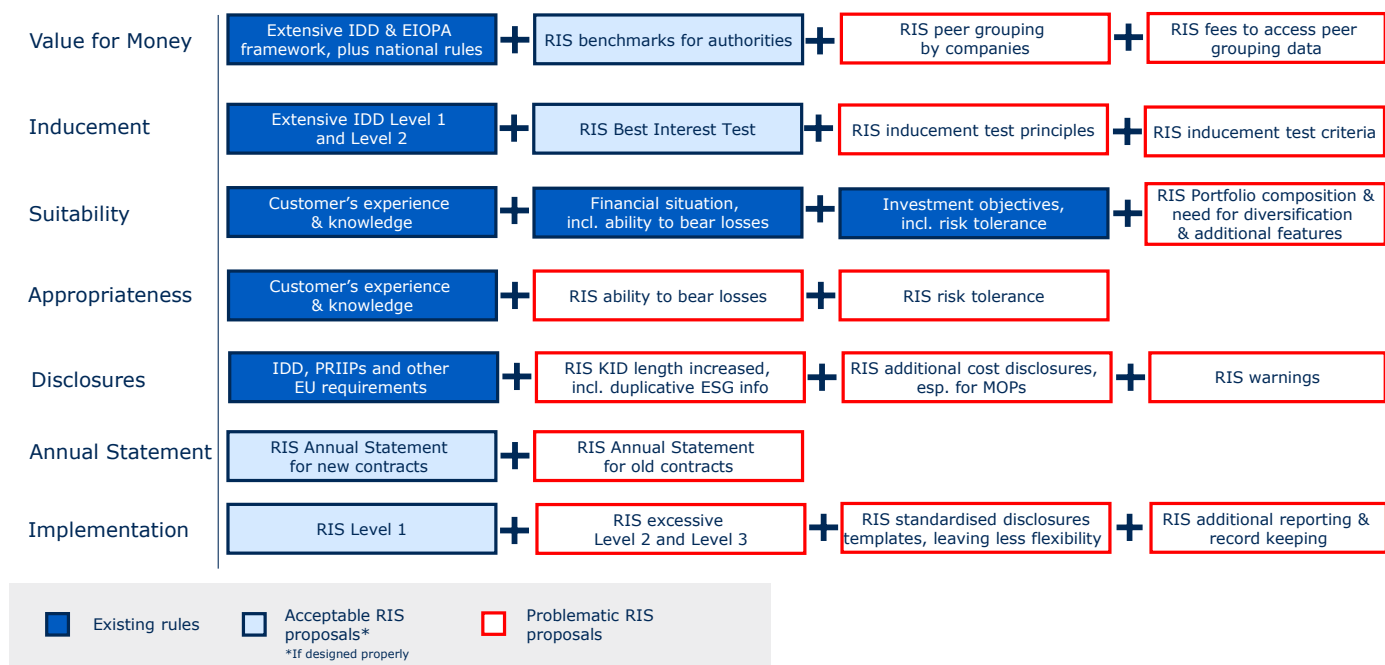 Value for Money
Extensive IDD & EIOPA
framework, plus national rules
RIS benchmarks for authorities
RIS peer grouping
by companies
RIS fees to access peer
grouping data
Inducement
Extensive IDD Level 1
and Level 2
RIS Best Interest Test
RIS inducement test principles
RIS inducement test criteria
Suitability
Customer’s experience
& knowledge
Financial situation,
incl. ability to bear losses
Investment objectives,
incl. risk tolerance
RIS Portfolio composition &
need for diversification
& additional features
Appropriateness
Customer’s experience
& knowledge
RIS ability to bear losses
RIS risk tolerance
Disclosures
IDD, PRIIPs and other
EU requirements
RIS KID length increased,
incl. duplicative ESG info
RIS additional cost disclosures,
esp. for MOPs
RIS warnings
Annual Statement
RIS Annual Statement
for new contracts
RIS Annual Statement
for old contracts
Implementation
RIS Level 1
RIS excessive
Level 2 and Level 3
RIS standardised disclosures
templates, leaving less flexibility
RIS additional reporting &
record keeping
Existing rules
Acceptable RIS
proposals*
*If designed properly
Problematic RIS
proposals